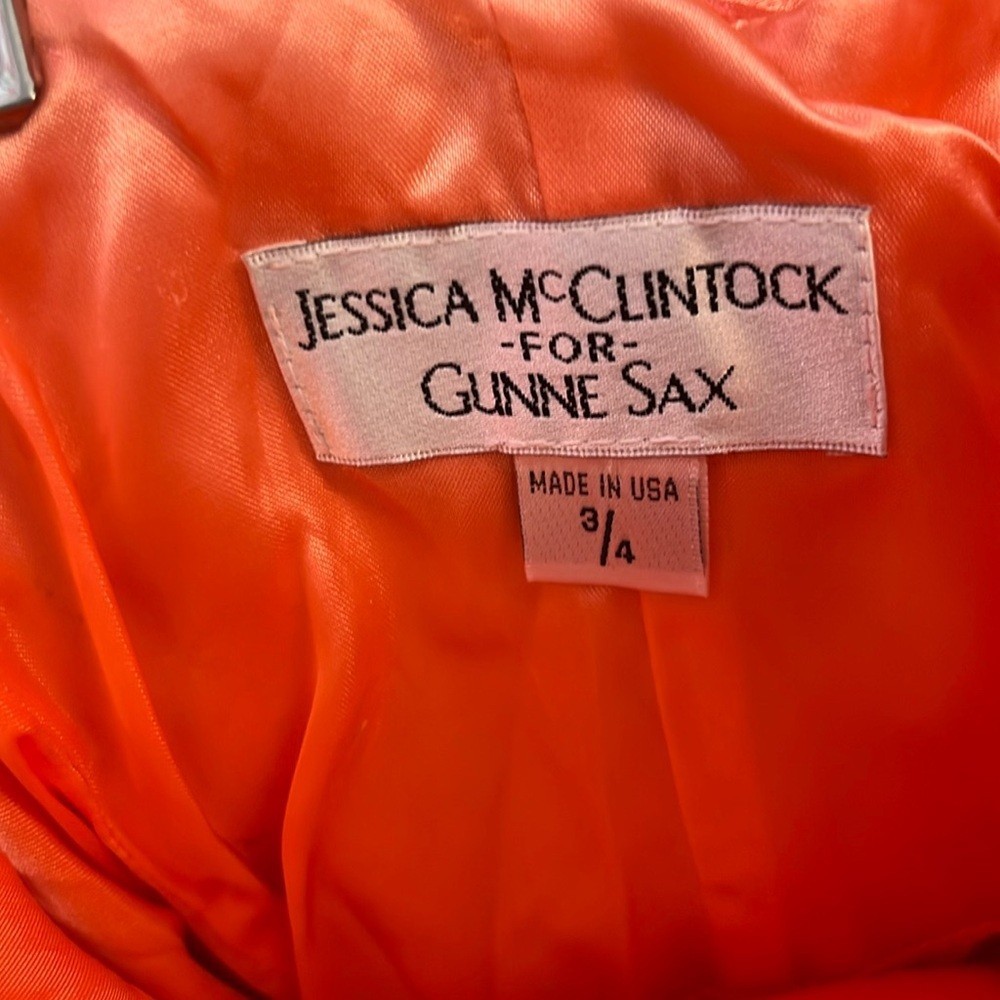 JESSICA McCLINTOCK
-FOR-
GUNNE SAX
MADE IN USA
3/4